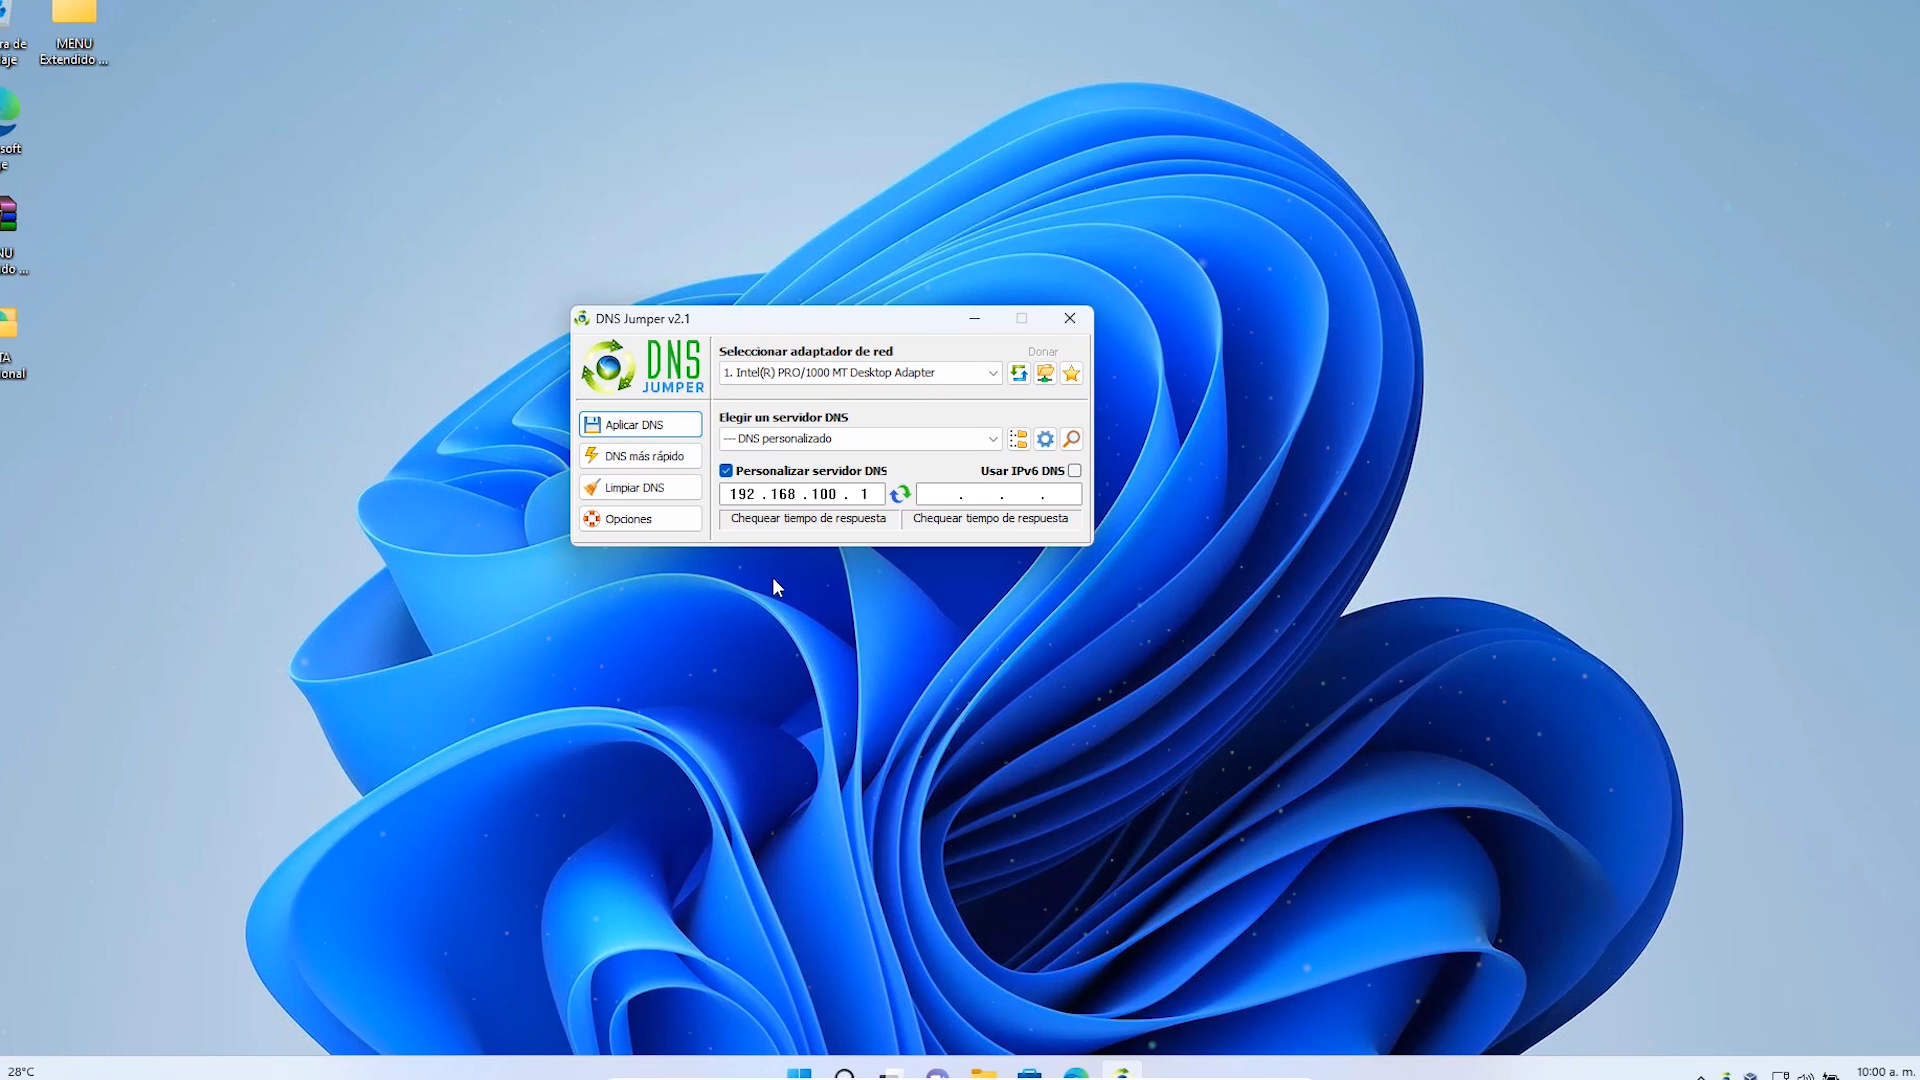 ra de
aje
MENU
Extendido ...
soft
e
NU
do ...
TA
onal
DNS Jumper v2.1
DNS
JUMPER
Seleccionar adaptador de red
Donar
1. Intel(R) PRO/1000 MT Desktop Adapter
Aplicar DNS
DNS más rápido
Limpiar DNS
Opciones
Elegir un servidor DNS
--- DNS personalizado
Personalizar servidor DNS
Usar IPv6 DNS
192 . 168 . 100 . 1
. . .
Chequear tiempo de respuesta
Chequear tiempo de respuesta
28°C
10:00 a. m.